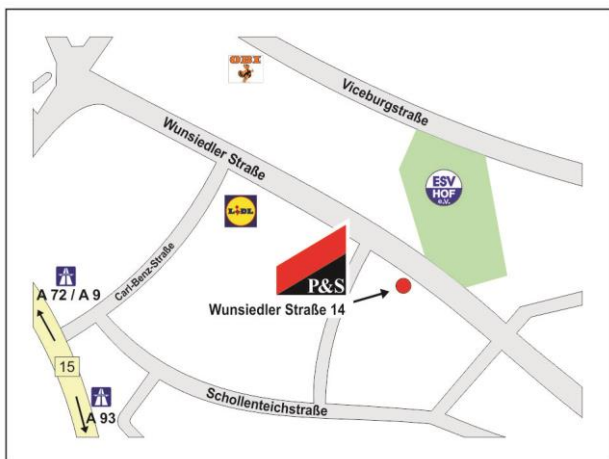 OBI
Viceburgstraße
Wunsiedler Straße
ESV
HOF
e.V.
LIDL
Carl-Benz-Straße
A 72 / A 9
P&S
Wunsiedler Straße 14
15
A 93
Schollenteichstraße